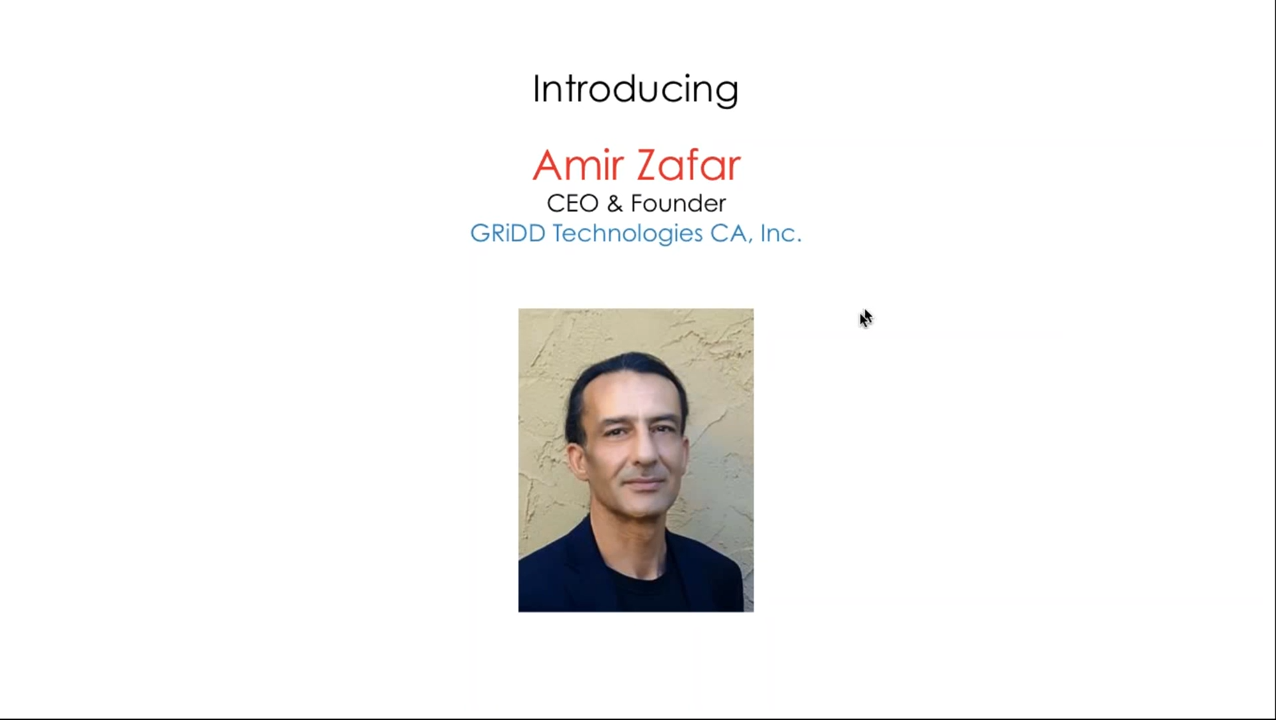 Introducing
Amir Zafar
CEO & Founder
GRiDD Technologies CA, Inc.